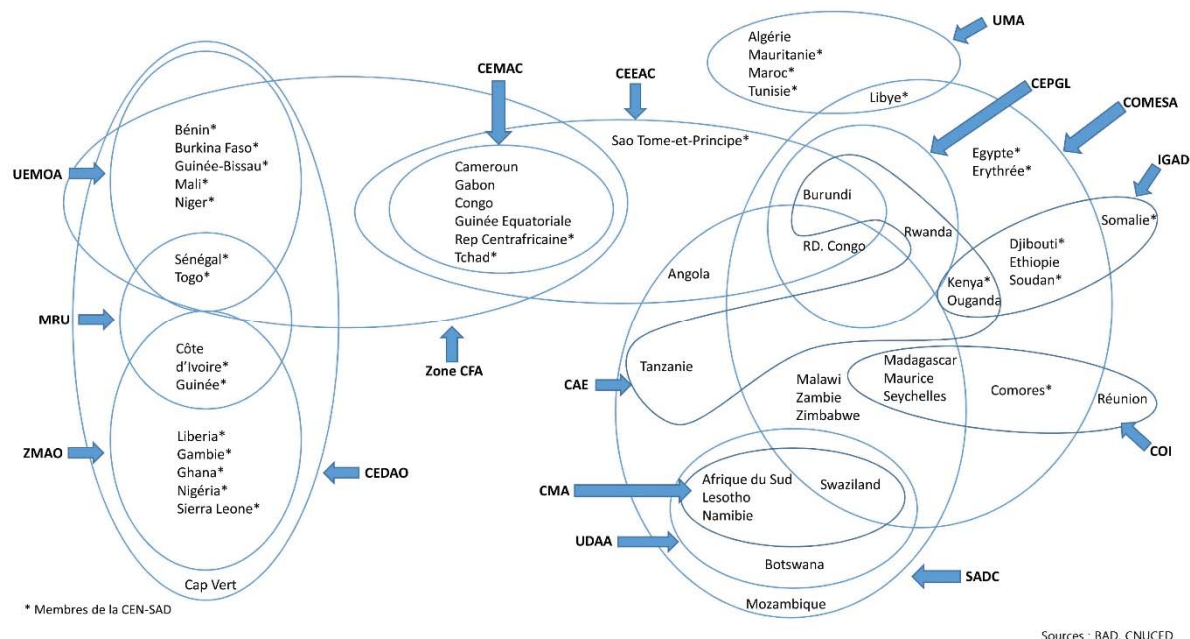 UMA
Algérie
Mauritanie*
Maroc*
Tunisie*
Libye*
CEMAC
CEEAC
CEPGL
COMESA
Sao Tome-et-Principe*
IGAD
Bénin*
Burkina Faso*
Guinée-Bissau*
Mali*
Niger*
UEMOA
Cameroun
Gabon
Congo
Guinée Equatoriale
Rep Centrafricaine*
Tchad*
Egypte*
Erythrée*
Burundi
Rwanda
RD. Congo
Somalie*
Djibouti*
Ethiopie
Soudan*
Kenya*
Ouganda
Sénégal*
Togo*
Angola
MRU
Côte
d'Ivoire*
Guinée*
Zone CFA
Tanzanie
CAE
Malawi
Zambie
Zimbabwe
Madagascar
Maurice
Seychelles
Comores*
Réunion
COI
ZMAO
Liberia*
Gambie*
Ghana*
Nigéria*
Sierra Leone*
CEDAO
CMA
Afrique du Sud
Lesotho
Namibie
Swaziland
UDAA
Botswana
SADC
Cap Vert
Mozambique
* Membres de la CEN-SAD
Sources : BAD, CNUCED